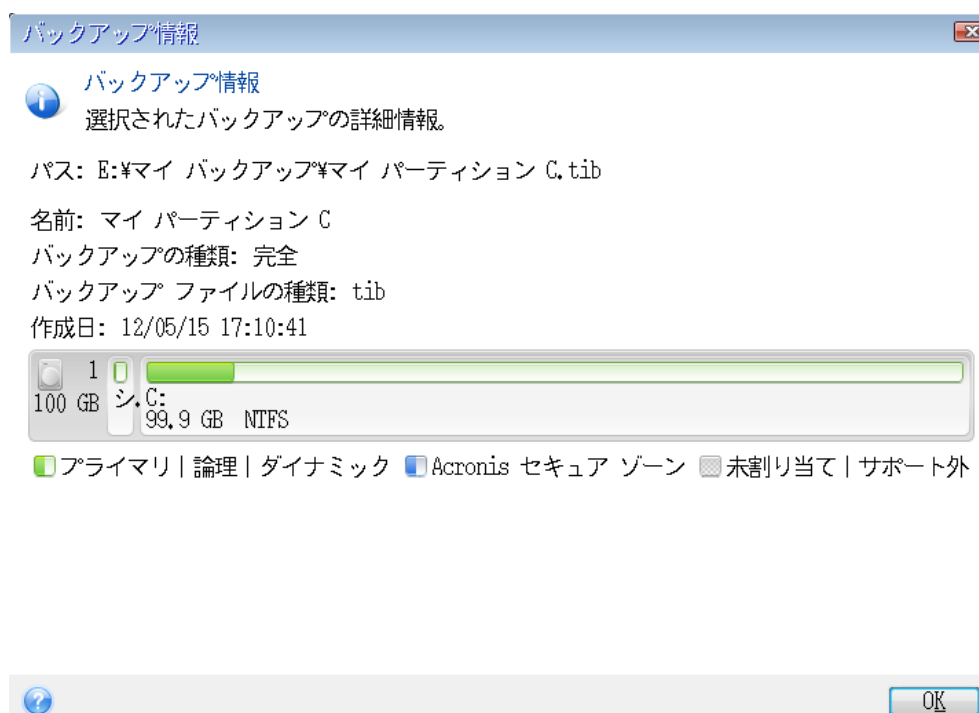 バックアップ情報
バックアップ情報
選択されたバックアップの詳細情報。
パス: E:¥マイ バックアップ¥マイ パーティション C.tib
名前: マイ パーティション C
バックアップの種類: 完全
バックアップ ファイルの種類: tib
作成日: 12/05/15 17:10:41
1
100 GB
シ.
C:
99.9 GB NTFS
プライマリ|論理|ダイナミック Acronis セキュア ゾーン 未割り当て|サポート外
OK